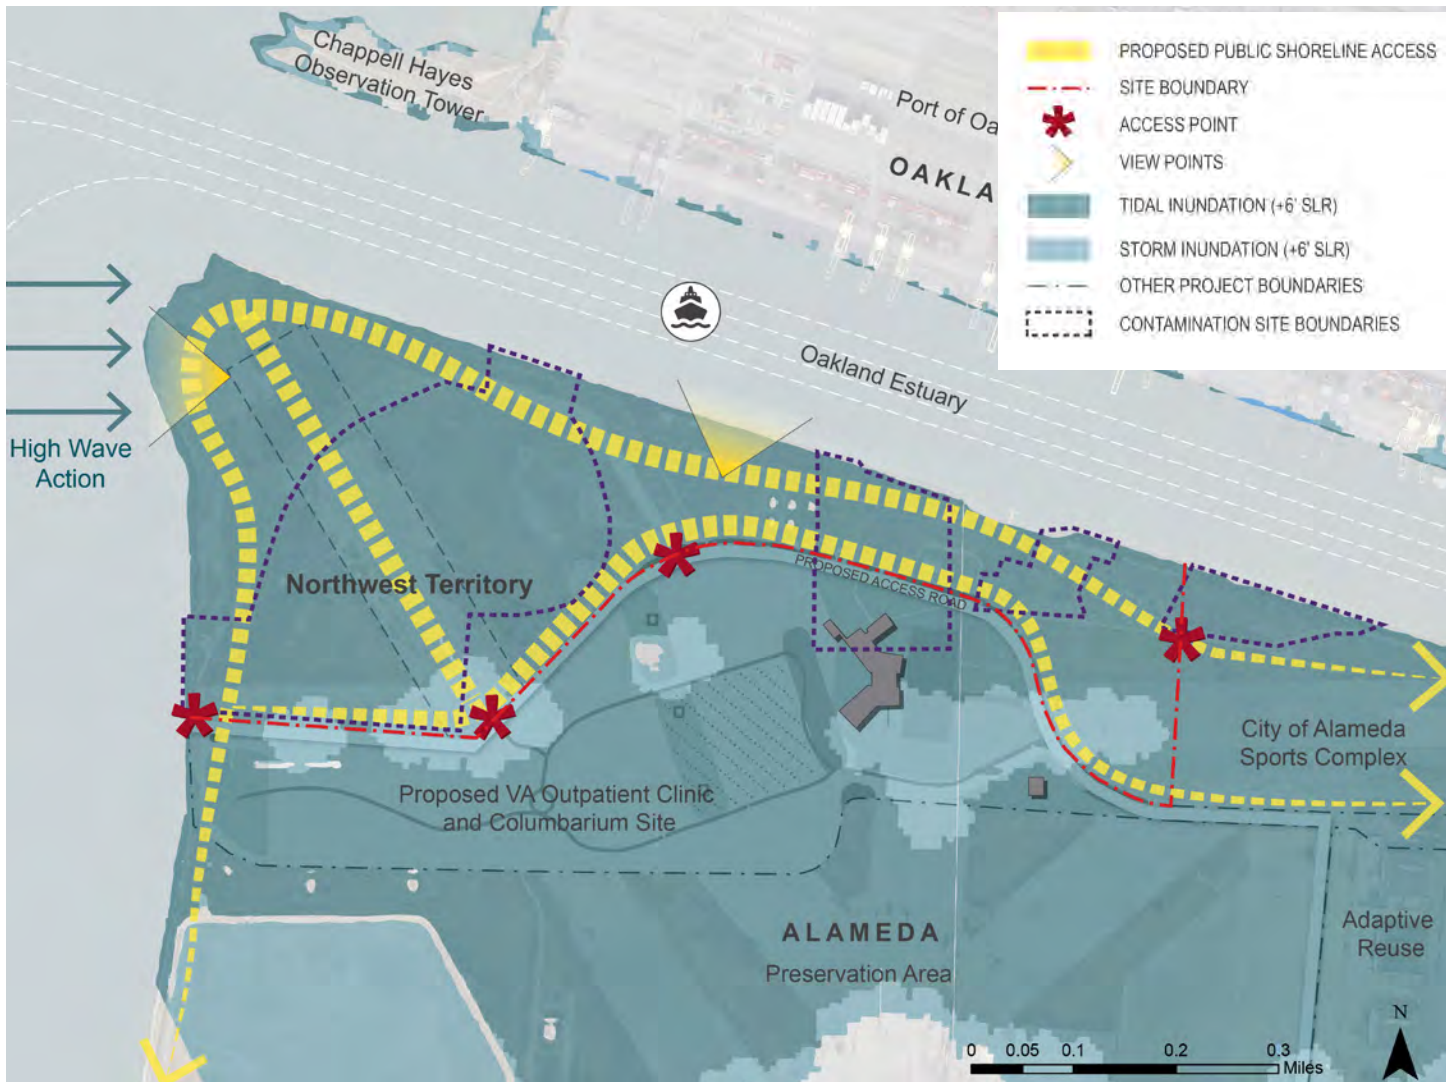 Chappell Hayes
Observation Tower
Port of Oa
OAKLA
PROPOSED PUBLIC SHORELINE ACCESS
SITE BOUNDARY
ACCESS POINT
VIEW POINTS
TIDAL INUNDATION (+6' SLR)
STORM INUNDATION (+6' SLR)
OTHER PROJECT BOUNDARIES
CONTAMINATION SITE BOUNDARIES
Oakland Estuary
High Wave
Action
Northwest Territory
PROPOSED ACCESS ROAD
City of Alameda
Sports Complex
Proposed VA Outpatient Clinic
and Columbarium Site
ALAMEDA
Preservation Area
Adaptive
Reuse
N
0 0.05 0.1 0.2 0.3
Miles